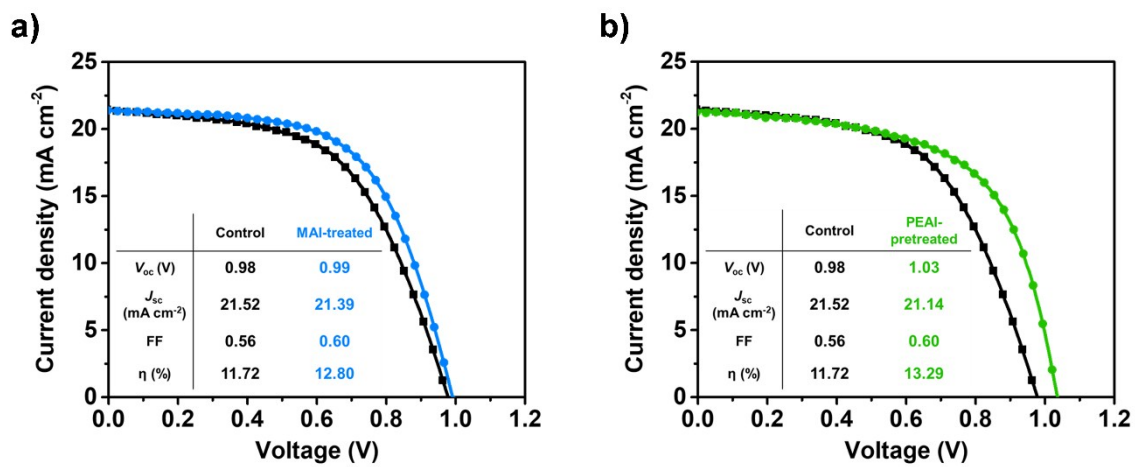 a)
25
20
15
10
5
0
Current density (mA cm⁻²)
Control MAI-treated
Voc (V) 0.98 0.99
Jsc (mA cm⁻²) 21.52 21.39
FF 0.56 0.60
η (%) 11.72 12.80
0.0 0.2 0.4 0.6 0.8 1.0 1.2
Voltage (V)
b)
25
20
15
10
5
0
Current density (mA cm⁻²)
Control PEAI-pretreated
Voc (V) 0.98 1.03
Jsc (mA cm⁻²) 21.52 21.14
FF 0.56 0.60
η (%) 11.72 13.29
0.0 0.2 0.4 0.6 0.8 1.0 1.2
Voltage (V)